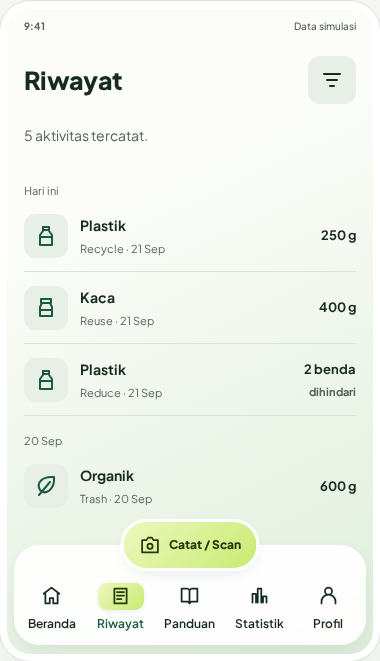 9:41
Data simulasi
Riwayat
5 aktivitas tercatat.
Hari ini
Plastik
250 g
Recycle · 21 Sep
Kaca
400 g
Reuse · 21 Sep
Plastik
2 benda
Reduce · 21 Sep
dihindari
20 Sep
Organik
600 g
Trash · 20 Sep
Catat / Scan
Beranda
Riwayat
Panduan
Statistik
Profil